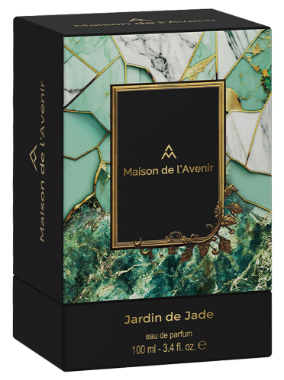 Maison de l'Avenir
Maison de l'Avenir
Jardin de Jade
eau de parfum
100 ml - 3.4 fl. oz. ℮